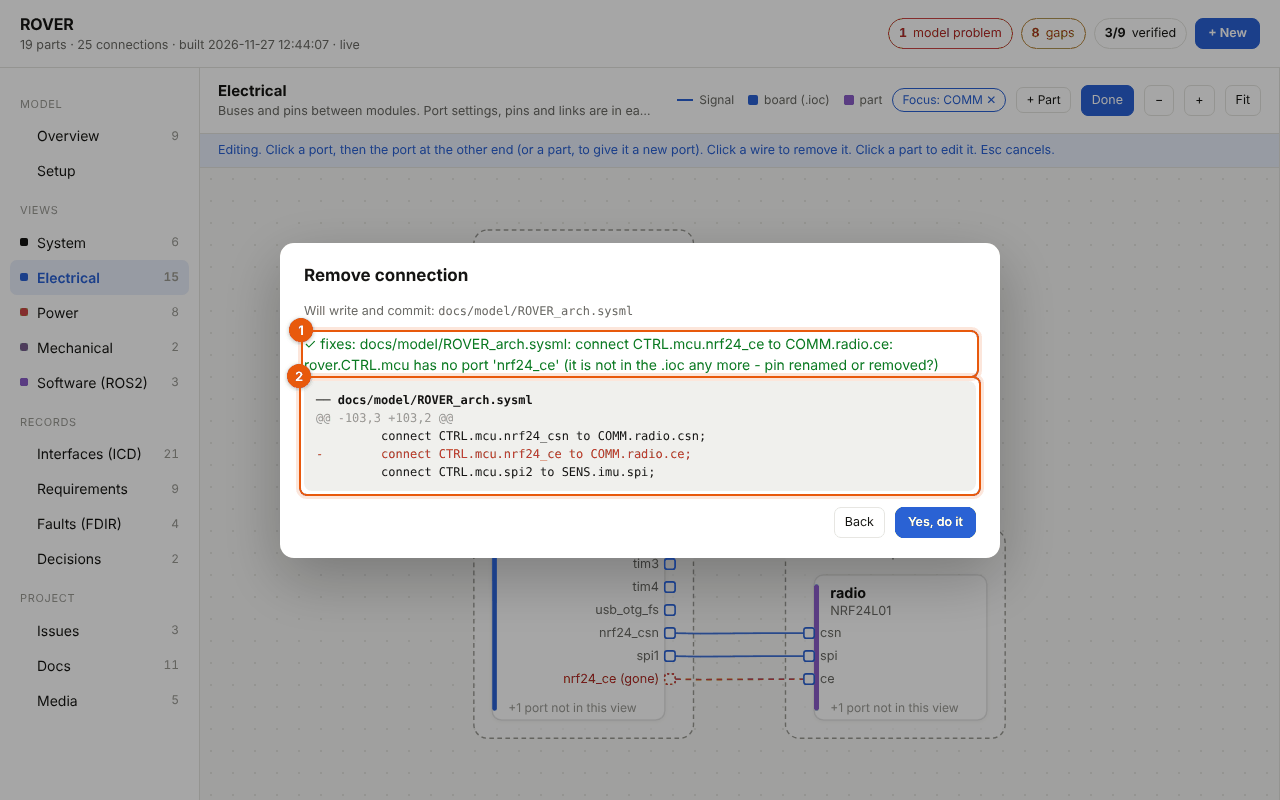 ROVER
19 parts · 25 connections · built 2026-11-27 12:44:07 · live
1 model problem
8 gaps
3/9 verified
+ New
MODEL
Overview 9
Setup
VIEWS
System 6
Electrical 15
Power 8
Mechanical 2
Software (ROS2) 3
RECORDS
Interfaces (ICD) 21
Requirements 9
Faults (FDIR) 4
Decisions 2
PROJECT
Issues 3
Docs 11
Media 5
Electrical
Buses and pins between modules. Port settings, pins and links are in ea...
Signal
board (.ioc)
part
Focus: COMM ✕
+ Part
Done
−
+
Fit
Editing. Click a port, then the port at the other end (or a part, to give it a new port). Click a wire to remove it. Click a part to edit it. Esc cancels.
Remove connection
Will write and commit: docs/model/ROVER_arch.sysml
1
✓ fixes: docs/model/ROVER_arch.sysml: connect CTRL.mcu.nrf24_ce to COMM.radio.ce:
rover.CTRL.mcu has no port 'nrf24_ce' (it is not in the .ioc any more - pin renamed or removed?)
2
── docs/model/ROVER_arch.sysml
@@ -103,3 +103,2 @@
connect CTRL.mcu.nrf24_csn to COMM.radio.csn;
- connect CTRL.mcu.nrf24_ce to COMM.radio.ce;
connect CTRL.mcu.spi2 to SENS.imu.spi;
Back
Yes, do it
tim3
tim4
usb_otg_fs
nrf24_csn
spi1
nrf24_ce (gone)
+1 port not in this view
radio
NRF24L01
csn
spi
ce
+1 port not in this view